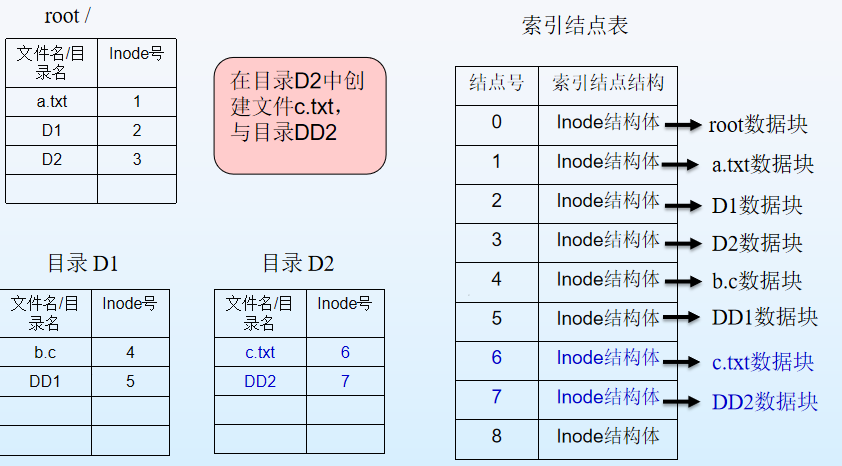 root /
文件名/目录名 Inode号
a.txt 1
D1 2
D2 3
在目录D2中创
建文件c.txt，
与目录DD2
目录 D1
文件名/目录名 Inode号
b.c 4
DD1 5
目录 D2
文件名/目录名 Inode号
c.txt 6
DD2 7
索引结点表
结点号 索引结点结构
0 Inode结构体 root数据块
1 Inode结构体 a.txt数据块
2 Inode结构体 D1数据块
3 Inode结构体 D2数据块
4 Inode结构体 b.c数据块
5 Inode结构体 DD1数据块
6 Inode结构体 c.txt数据块
7 Inode结构体 DD2数据块
8 Inode结构体